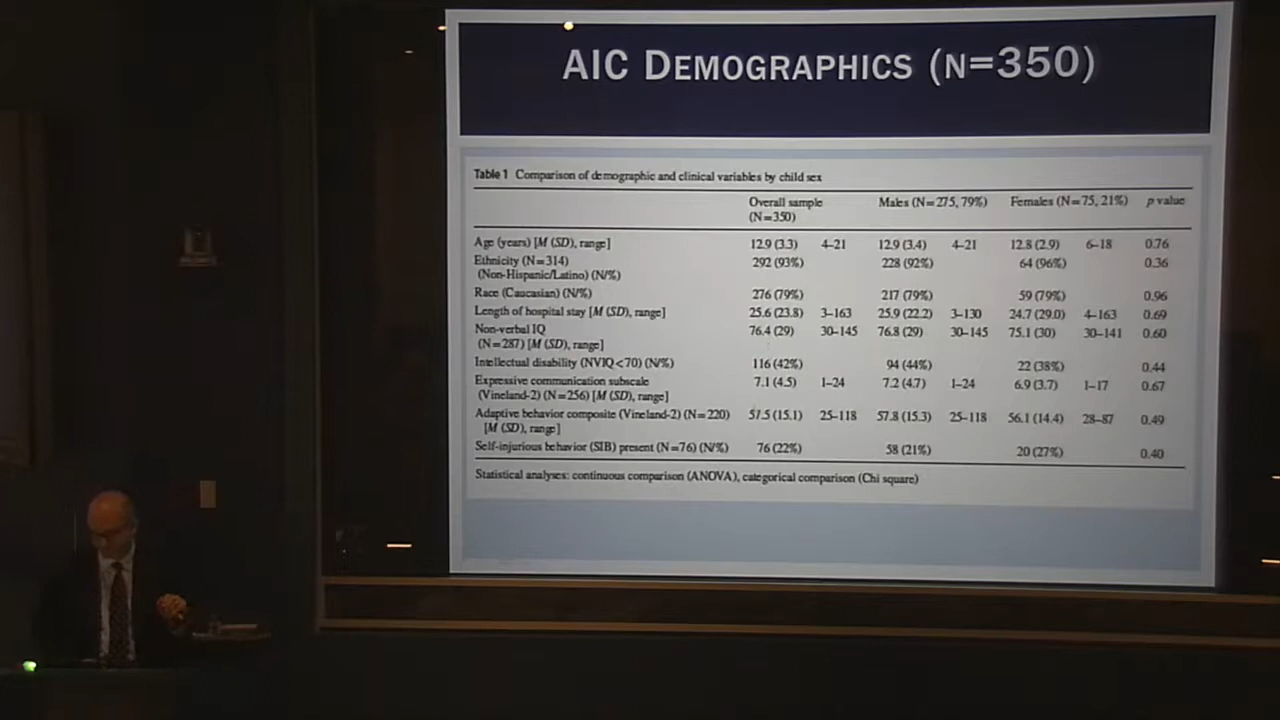 AIC DEMOGRAPHICS (N=350)
Table 1 Comparison of demographic and clinical variables by child sex
Overall sample (N=350) Males (N=275, 79%) Females (N=75, 21%) p value
Age (years) [M (SD), range] 12.9 (3.3) 4–21 12.9 (3.4) 4–21 12.8 (2.9) 6–18 0.76
Ethnicity (N=314) 292 (93%) 228 (92%) 64 (96%) 0.36
(Non-Hispanic/Latino) (N/%)
Race (Caucasian) (N/%) 276 (79%) 217 (79%) 59 (79%) 0.96
Length of hospital stay [M (SD), range] 25.6 (23.8) 3–163 25.9 (22.2) 3–130 24.7 (29.0) 4–163 0.69
Non-verbal IQ 76.4 (29) 30–145 76.8 (29) 30–145 75.1 (30) 30–141 0.60
(N=287) [M (SD), range]
Intellectual disability (NVIQ<70) (N/%) 116 (42%) 94 (44%) 22 (38%) 0.44
Expressive communication subscale 7.1 (4.5) 1–24 7.2 (4.7) 1–24 6.9 (3.7) 1–17 0.67
(Vineland-2) (N=256) [M (SD), range]
Adaptive behavior composite (Vineland-2) (N=220) 57.5 (15.1) 25–118 57.8 (15.3) 25–118 56.1 (14.4) 28–87 0.49
[M (SD), range]
Self-injurious behavior (SIB) present (N=76) (N/%) 76 (22%) 58 (21%) 20 (27%) 0.40
Statistical analyses: continuous comparison (ANOVA), categorical comparison (Chi square)